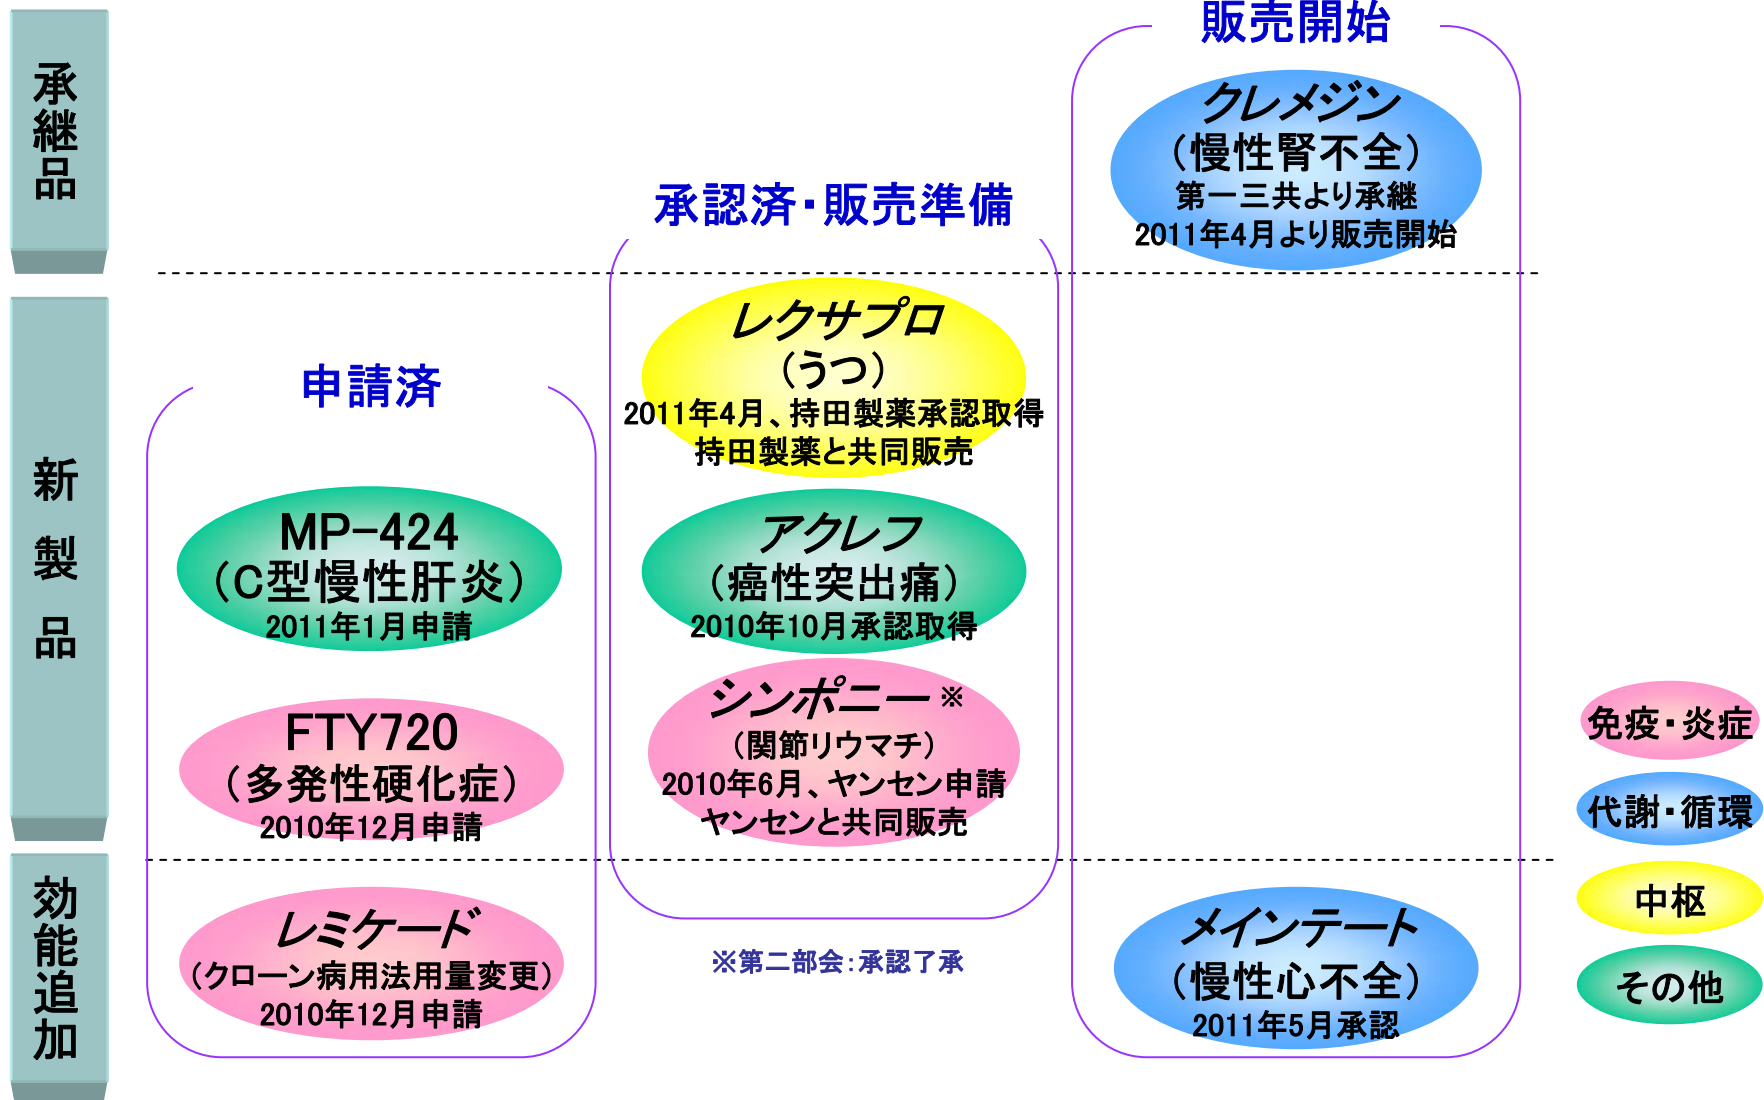 承継品
新製品
効能追加
申請済
MP-424
（C型慢性肝炎）
2011年1月申請
FTY720
（多発性硬化症）
2010年12月申請
レミケード
（クローン病用法用量変更）
2010年12月申請
承認済・販売準備
レクサプロ
（うつ）
2011年4月、持田製薬承認取得
持田製薬と共同販売
アクレフ
（癌性突出痛）
2010年10月承認取得
シンポニー※
（関節リウマチ）
2010年6月、ヤンセン申請
ヤンセンと共同販売
※第二部会：承認了承
販売開始
クレメジン
（慢性腎不全）
第一三共より承継
2011年4月より販売開始
メインテート
（慢性心不全）
2011年5月承認
免疫・炎症
代謝・循環
中枢
その他